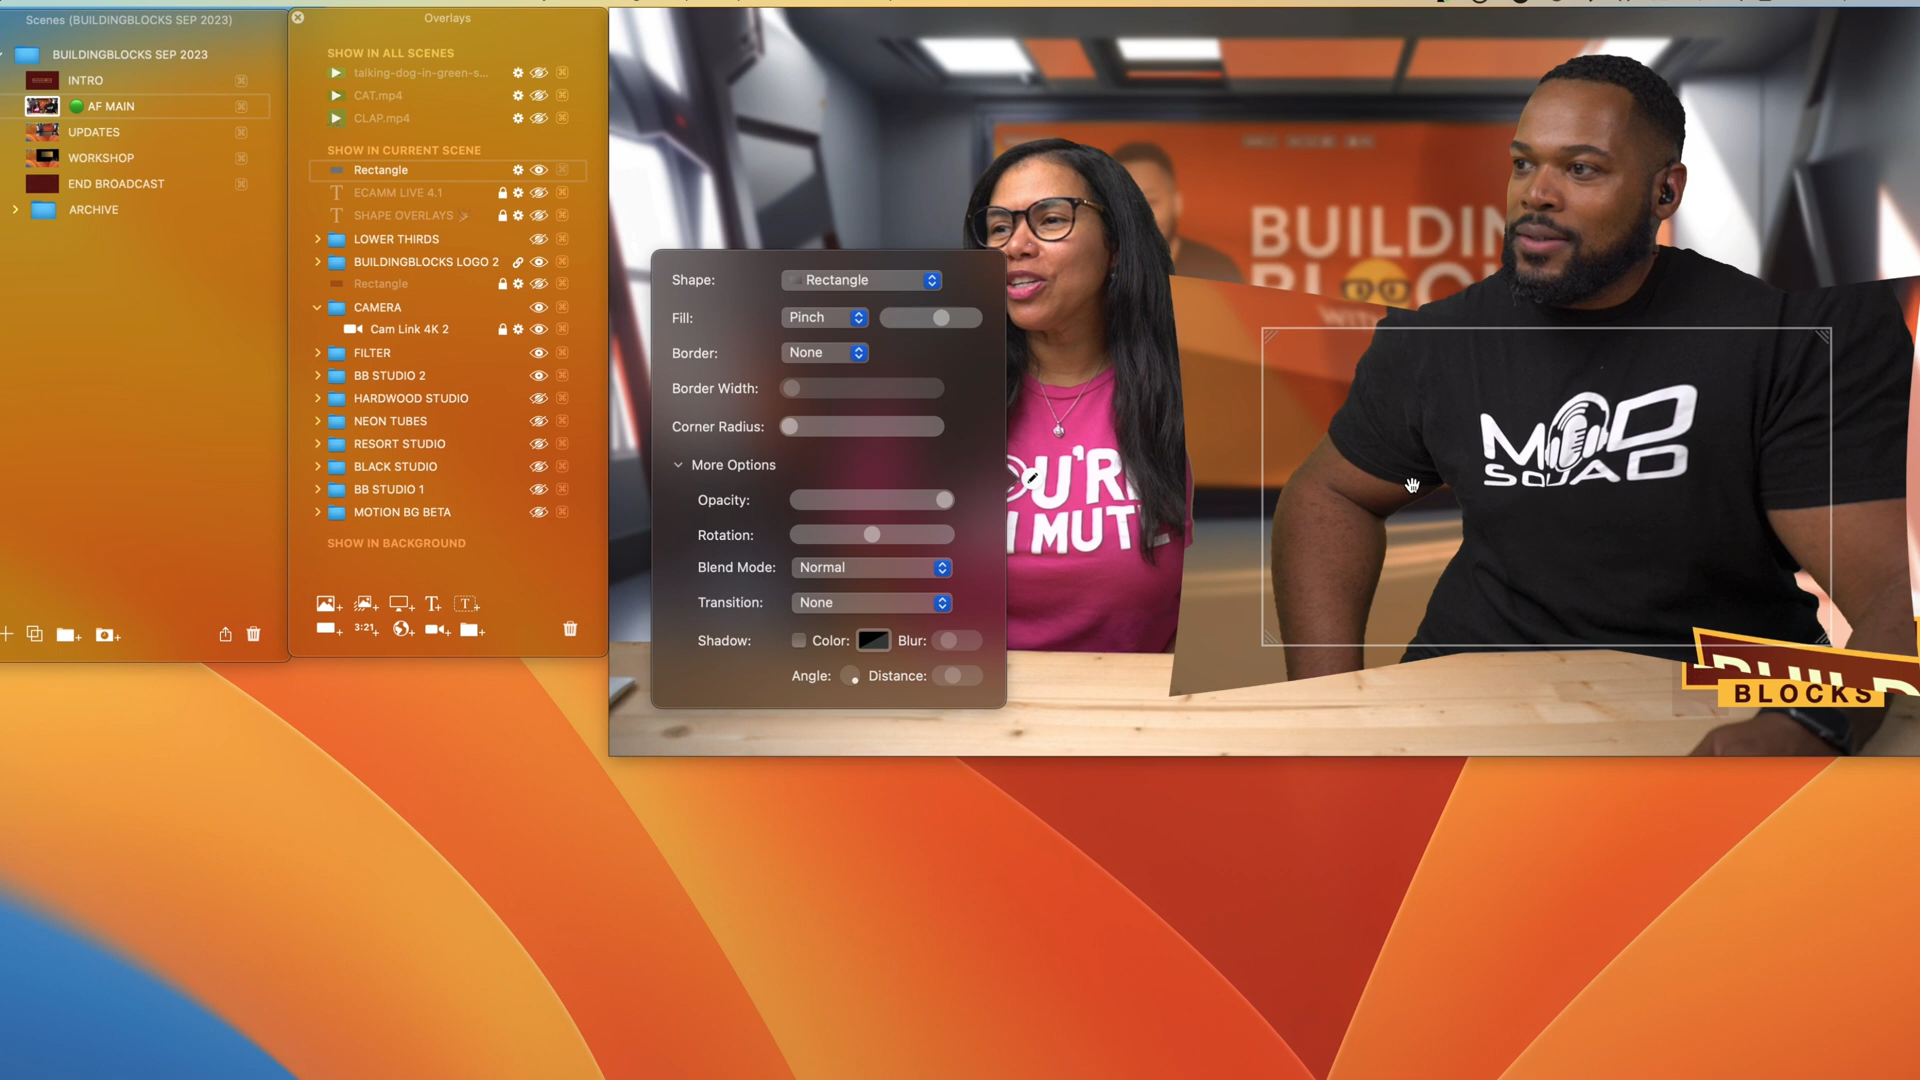 Scenes (BUILDINGBLOCKS SEP 2023)
BUILDINGBLOCKS SEP 2023
INTRO
AF MAIN
UPDATES
WORKSHOP
END BROADCAST
ARCHIVE
Overlays
SHOW IN ALL SCENES
talking-dog-in-green-s...
CAT.mp4
CLAP.mp4
SHOW IN CURRENT SCENE
Rectangle
ECAMM LIVE 4.1
SHAPE OVERLAYS
LOWER THIRDS
BUILDINGBLOCKS LOGO 2
Rectangle
CAMERA
Cam Link 4K 2
FILTER
BB STUDIO 2
HARDWOOD STUDIO
NEON TUBES
RESORT STUDIO
BLACK STUDIO
BB STUDIO 1
MOTION BG BETA
SHOW IN BACKGROUND
3:21
Shape: Rectangle
Fill: Pinch
Border: None
Border Width:
Corner Radius:
More Options
Opacity:
Rotation:
Blend Mode: Normal
Transition: None
Shadow: Color: Blur:
Angle: Distance:
BUILDIN
BLOC
WITH
OU'R
MUT
MOD
SQUAD
BUILD
BLOCKS